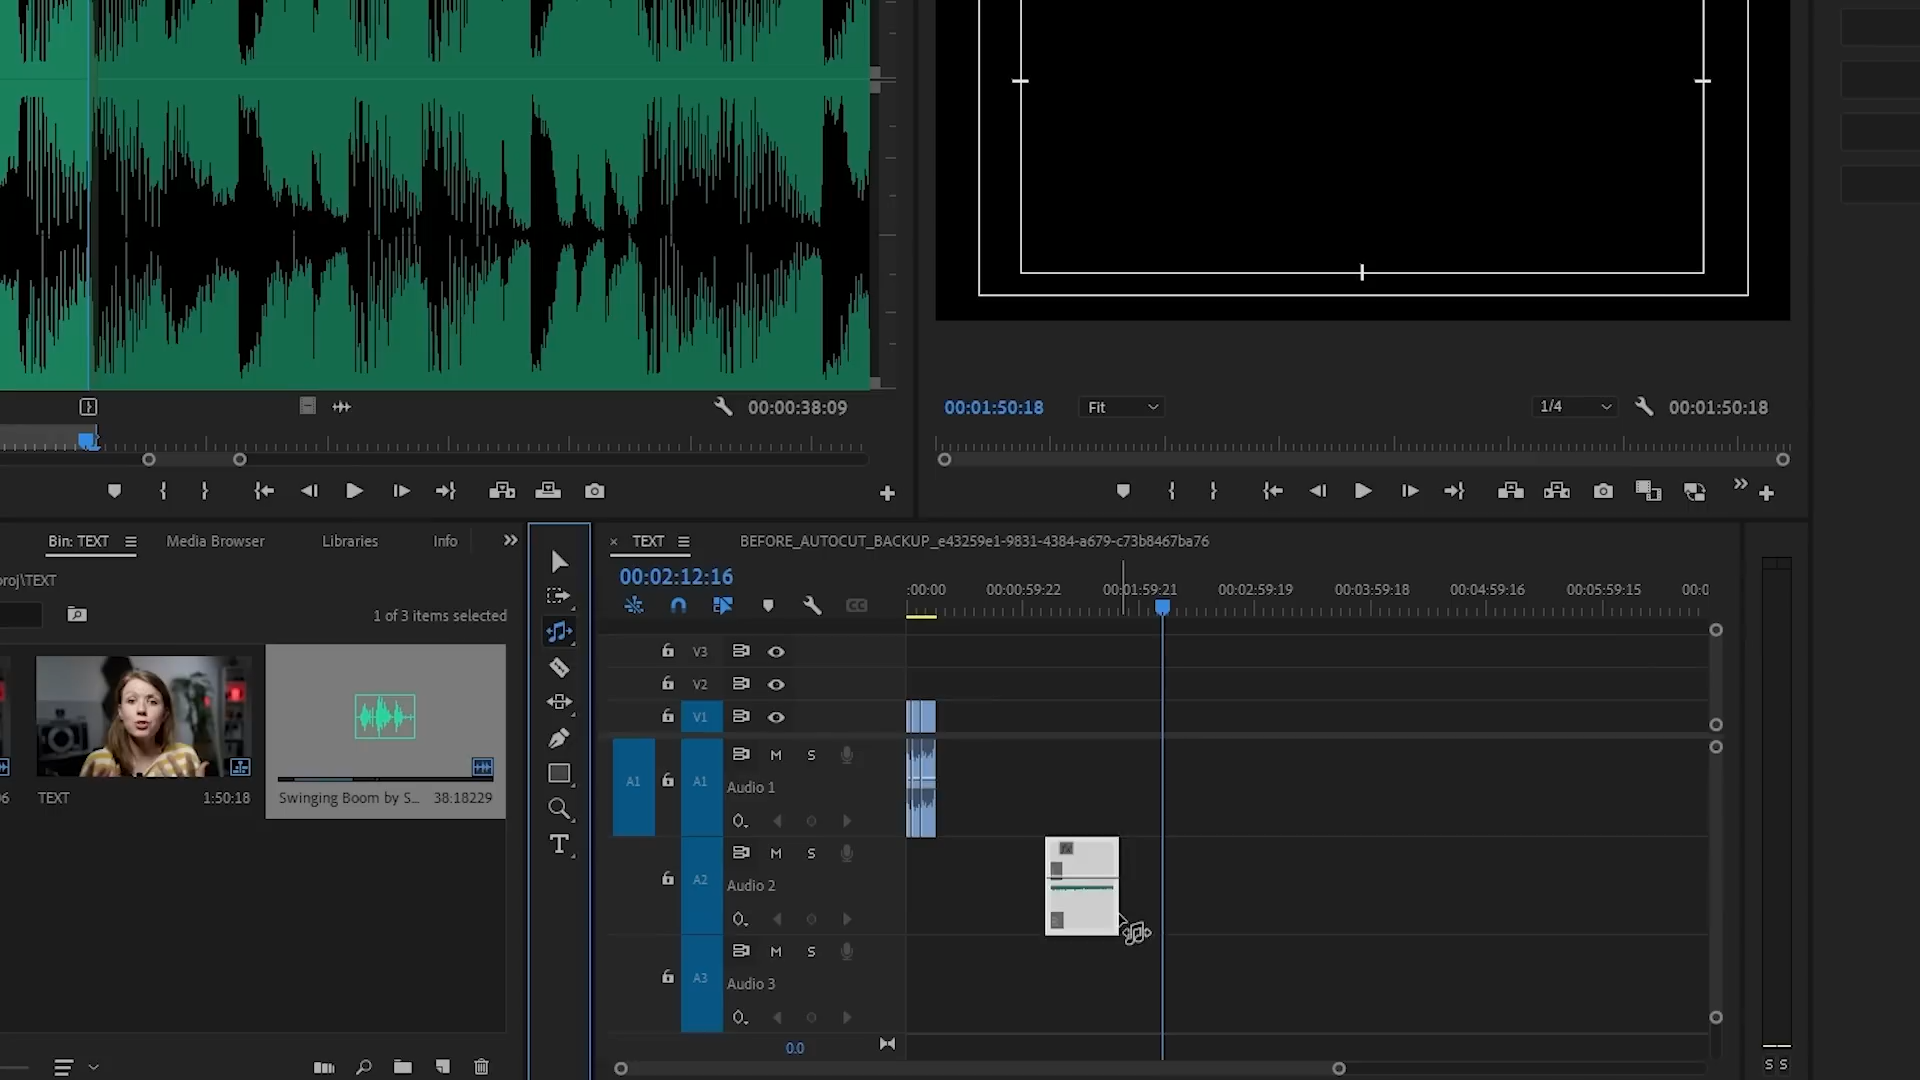 00:00:38:09
00:01:50:18
Fit
1/4
00:01:50:18
Bin: TEXT
Media Browser
Libraries
Info
roj\TEXT
1 of 3 items selected
TEXT
1:50:18
Swinging Boom by S...
38:18229
T
× TEXT
BEFORE_AUTOCUT_BACKUP_e43259e1-9831-4384-a679-c73b8467ba76
00:02:12:16
:00:00
00:00:59:22
00:01:59:21
00:02:59:19
00:03:59:18
00:04:59:16
00:05:59:15
00:0
CC
V3
V2
V1
A1
A1
M
S
Audio 1
A2
M
S
Audio 2
fx
A3
M
S
Audio 3
0.0
S S